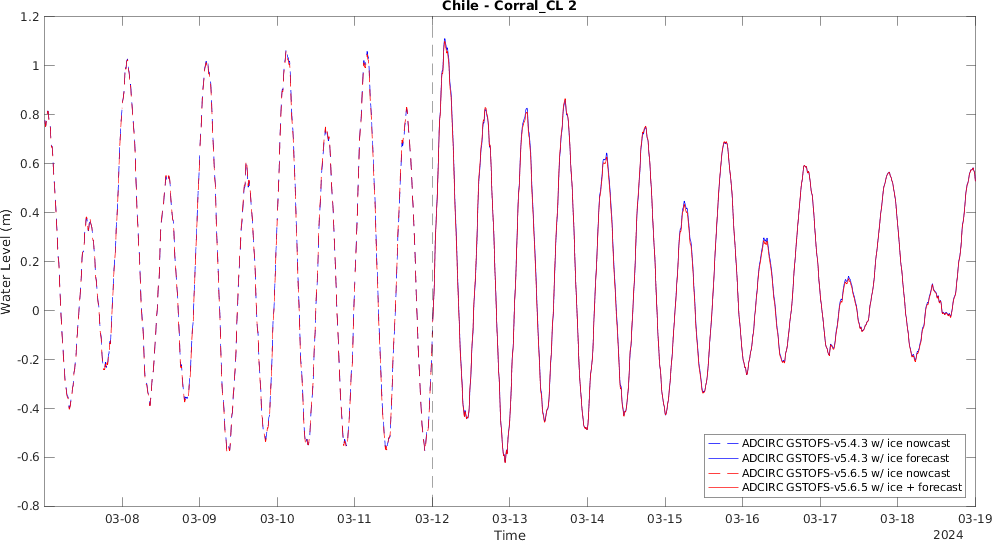 Chile - Corral_CL 2
Water Level (m)
1.2
1
0.8
0.6
0.4
0.2
0
-0.2
-0.4
-0.6
-0.8
ADCIRC GSTOFS-v5.4.3 w/ ice nowcast
ADCIRC GSTOFS-v5.4.3 w/ ice forecast
ADCIRC GSTOFS-v5.6.5 w/ ice nowcast
ADCIRC GSTOFS-v5.6.5 w/ ice + forecast
03-08 03-09 03-10 03-11 03-12 03-13 03-14 03-15 03-16 03-17 03-18 03-19
Time
2024